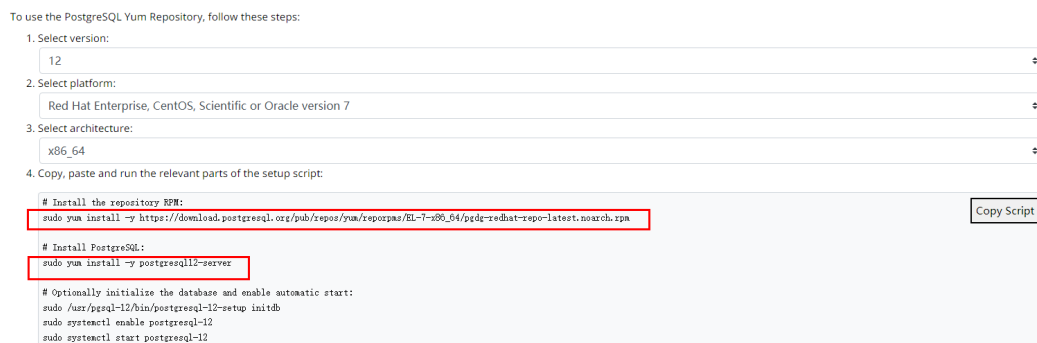 To use the PostgreSQL Yum Repository, follow these steps:
1. Select version:
12
2. Select platform:
Red Hat Enterprise, CentOS, Scientific or Oracle version 7
3. Select architecture:
x86_64
4. Copy, paste and run the relevant parts of the setup script:
# Install the repository RPM:
sudo yum install -y https://download.postgresql.org/pub/repos/yum/reporpms/EL-7-x86_64/pgdg-redhat-repo-latest.noarch.rpm
Copy Script
# Install PostgreSQL:
sudo yum install -y postgresql12-server
# Optionally initialize the database and enable automatic start:
sudo /usr/pgsql-12/bin/postgresql-12-setup initdb
sudo systemctl enable postgresql-12
sudo systemctl start postgresql-12